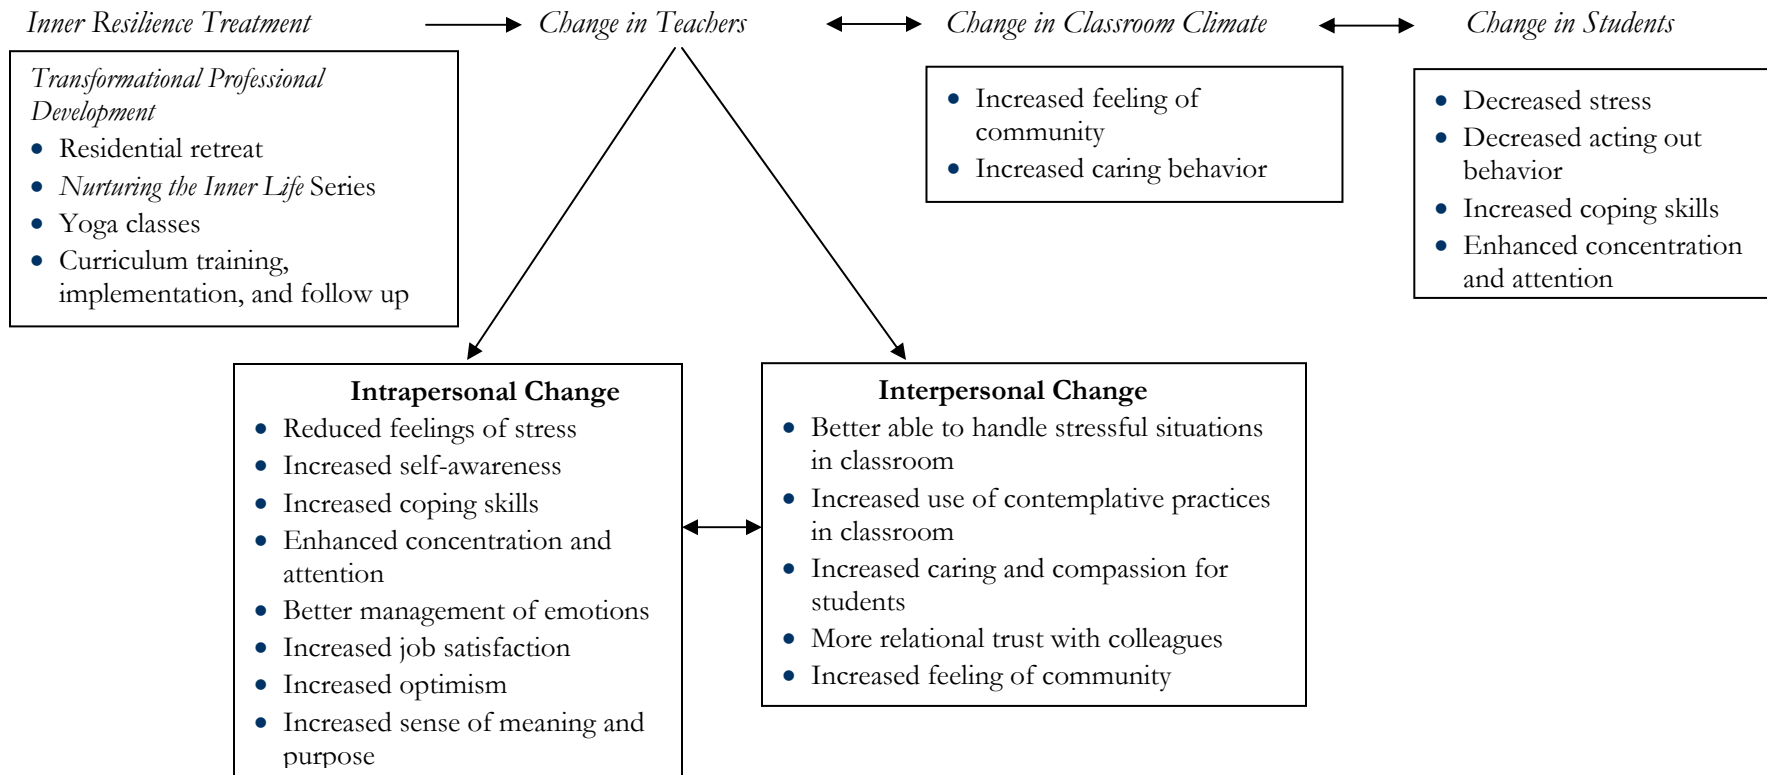 Inner Resilience Treatment
Change in Teachers
Change in Classroom Climate
Change in Students
Transformational Professional
Development
• Residential retreat
• Nurturing the Inner Life Series
• Yoga classes
• Curriculum training,
implementation, and follow up
• Increased feeling of
community
• Increased caring behavior
• Decreased stress
• Decreased acting out
behavior
• Increased coping skills
• Enhanced concentration
and attention
Intrapersonal Change
• Reduced feelings of stress
• Increased self-awareness
• Increased coping skills
• Enhanced concentration and
attention
• Better management of emotions
• Increased job satisfaction
• Increased optimism
• Increased sense of meaning and
purpose
Interpersonal Change
• Better able to handle stressful situations
in classroom
• Increased use of contemplative practices
in classroom
• Increased caring and compassion for
students
• More relational trust with colleagues
• Increased feeling of community